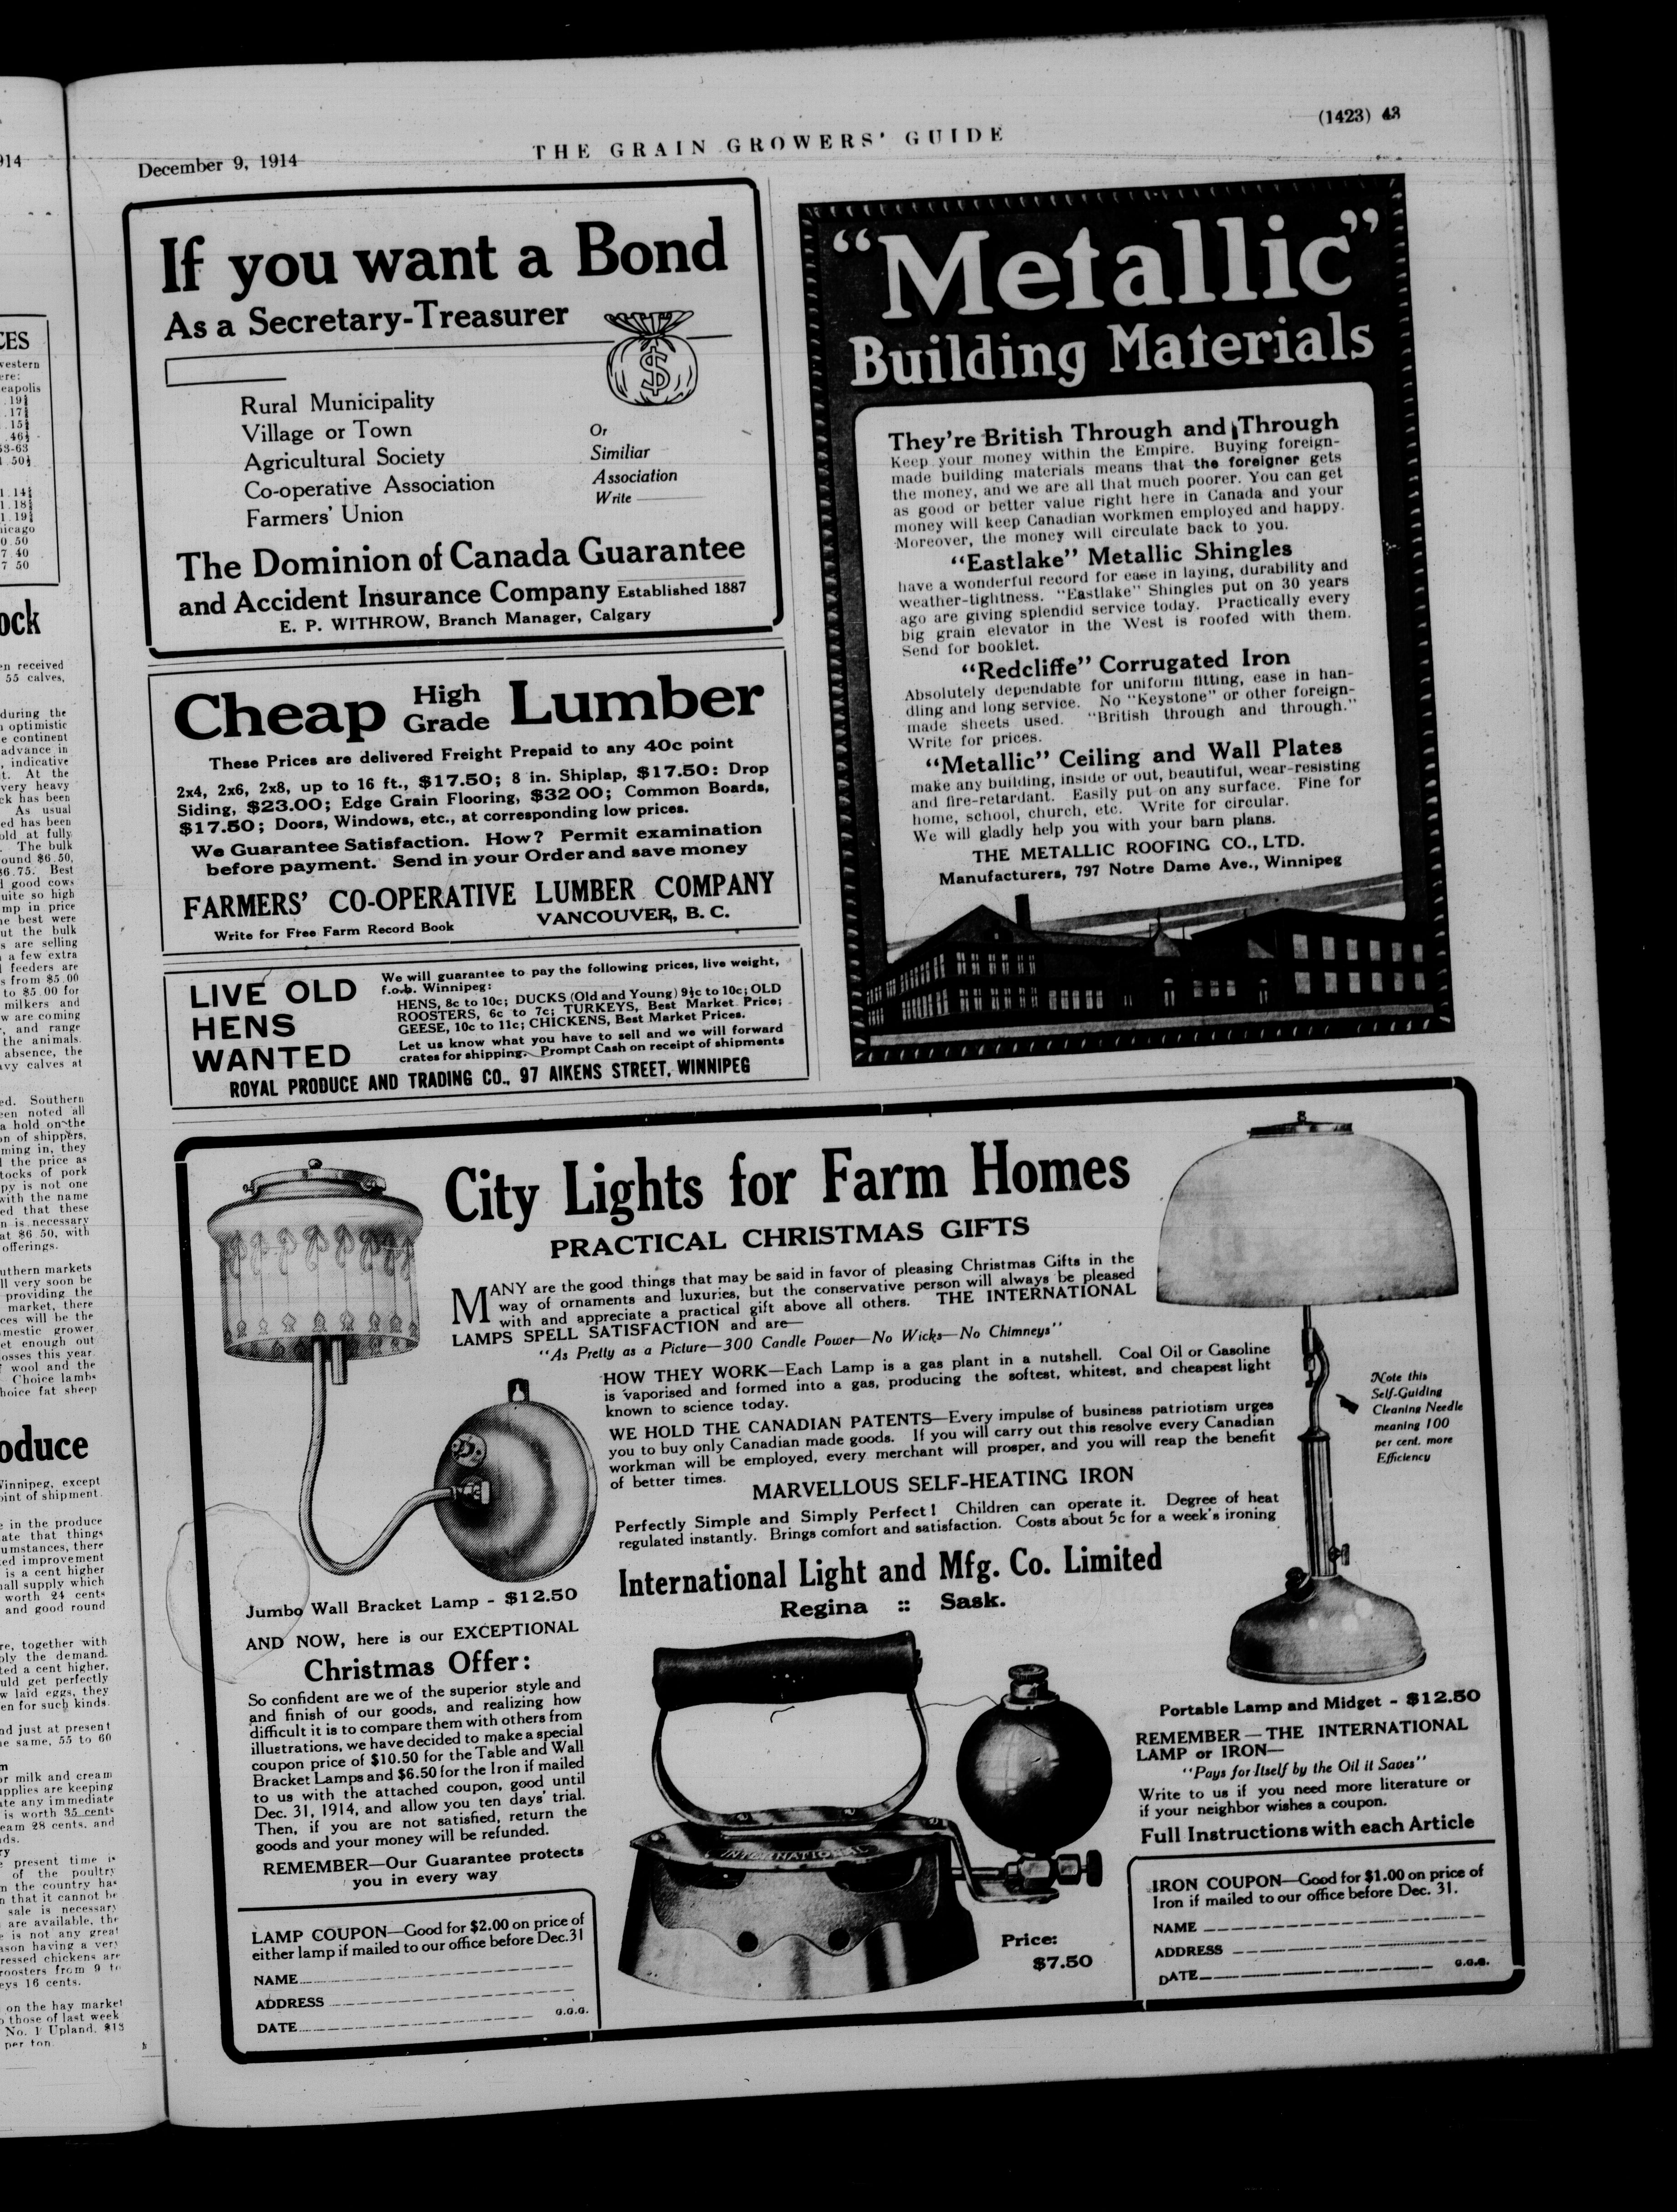 December 9, 1914
THE GRAIN GROWERS' GUIDE
(1423) 43
If you want a Bond
As a Secretary-Treasurer
$
Rural Municipality
Village or Town
Agricultural Society
Co-operative Association
Farmers' Union
Or
Similiar
Association
Write
The Dominion of Canada Guarantee
and Accident Insurance Company Established 1887
E. P. WITHROW, Branch Manager, Calgary
Cheap High Grade Lumber
These Prices are delivered Freight Prepaid to any 40c point
2x4, 2x6, 2x8, up to 16 ft., $17.50; 8 in. Shiplap, $17.50: Drop
Siding, $23.00; Edge Grain Flooring, $32 00; Common Boards,
$17.50; Doors, Windows, etc., at corresponding low prices.
We Guarantee Satisfaction. How? Permit examination
before payment. Send in your Order and save money
FARMERS' CO-OPERATIVE LUMBER COMPANY
Write for Free Farm Record Book
VANCOUVER, B. C.
LIVE OLD
HENS
WANTED
We will guarantee to pay the following prices, live weight,
f.o.b. Winnipeg:
HENS, 8c to 10c; DUCKS (Old and Young) 9½c to 10c; OLD
ROOSTERS, 6c to 7c; TURKEYS, Best Market Price;
GEESE, 10c to 11c; CHICKENS, Best Market Prices.
Let us know what you have to sell and we will forward
crates for shipping. Prompt Cash on receipt of shipments
ROYAL PRODUCE AND TRADING CO., 97 AIKENS STREET, WINNIPEG
"Metallic"
Building Materials
They're British Through and Through
Keep your money within the Empire. Buying foreign-
made building materials means that the foreigner gets
the money, and we are all that much poorer. You can get
as good or better value right here in Canada and your
money will keep Canadian workmen employed and happy.
Moreover, the money will circulate back to you.
"Eastlake" Metallic Shingles
have a wonderful record for ease in laying, durability and
weather-tightness. "Eastlake" Shingles put on 30 years
ago are giving splendid service today. Practically every
big grain elevator in the West is roofed with them.
Send for booklet.
"Redcliffe" Corrugated Iron
Absolutely dependable for uniform fitting, ease in han-
dling and long service. No "Keystone" or other foreign-
made sheets used. "British through and through."
Write for prices.
"Metallic" Ceiling and Wall Plates
make any building, inside or out, beautiful, wear-resisting
and fire-retardant. Easily put on any surface. Fine for
home, school, church, etc. Write for circular.
We will gladly help you with your barn plans.
THE METALLIC ROOFING CO., LTD.
Manufacturers, 797 Notre Dame Ave., Winnipeg
City Lights for Farm Homes
PRACTICAL CHRISTMAS GIFTS
MANY are the good things that may be said in favor of pleasing Christmas Gifts in the
way of ornaments and luxuries, but the conservative person will always be pleased
with and appreciate a practical gift above all others. THE INTERNATIONAL
LAMPS SPELL SATISFACTION and are—
"As Pretty as a Picture—300 Candle Power—No Wicks—No Chimneys"
HOW THEY WORK—Each Lamp is a gas plant in a nutshell. Coal Oil or Gasoline
is vaporised and formed into a gas, producing the softest, whitest, and cheapest light
known to science today.
WE HOLD THE CANADIAN PATENTS—Every impulse of business patriotism urges
you to buy only Canadian made goods. If you will carry out this resolve every Canadian
workman will be employed, every merchant will prosper, and you will reap the benefit
of better times.
MARVELLOUS SELF-HEATING IRON
Perfectly Simple and Simply Perfect! Children can operate it. Degree of heat
regulated instantly. Brings comfort and satisfaction. Costs about 5c for a week's ironing
International Light and Mfg. Co. Limited
Regina :: Sask.
Note this
Self-Guiding
Cleaning Needle
meaning 100
per cent. more
Efficiency
Jumbo Wall Bracket Lamp - $12.50
AND NOW, here is our EXCEPTIONAL
Christmas Offer:
So confident are we of the superior style and
and finish of our goods, and realizing how
difficult it is to compare them with others from
illustrations, we have decided to make a special
coupon price of $10.50 for the Table and Wall
Bracket Lamps and $6.50 for the Iron if mailed
to us with the attached coupon, good until
Dec. 31, 1914, and allow you ten days' trial.
Then, if you are not satisfied, return the
goods and your money will be refunded.
REMEMBER—Our Guarantee protects
you in every way
LAMP COUPON—Good for $2.00 on price of
either lamp if mailed to our office before Dec. 31
NAME
ADDRESS
DATE
G.G.G.
INTERNATIONAL
Price:
$7.50
Portable Lamp and Midget - $12.50
REMEMBER—THE INTERNATIONAL
LAMP or IRON—
"Pays for Itself by the Oil it Saves"
Write to us if you need more literature or
if your neighbor wishes a coupon.
Full Instructions with each Article
IRON COUPON—Good for $1.00 on price of
Iron if mailed to our office before Dec. 31.
NAME
ADDRESS
DATE
G.G.G.